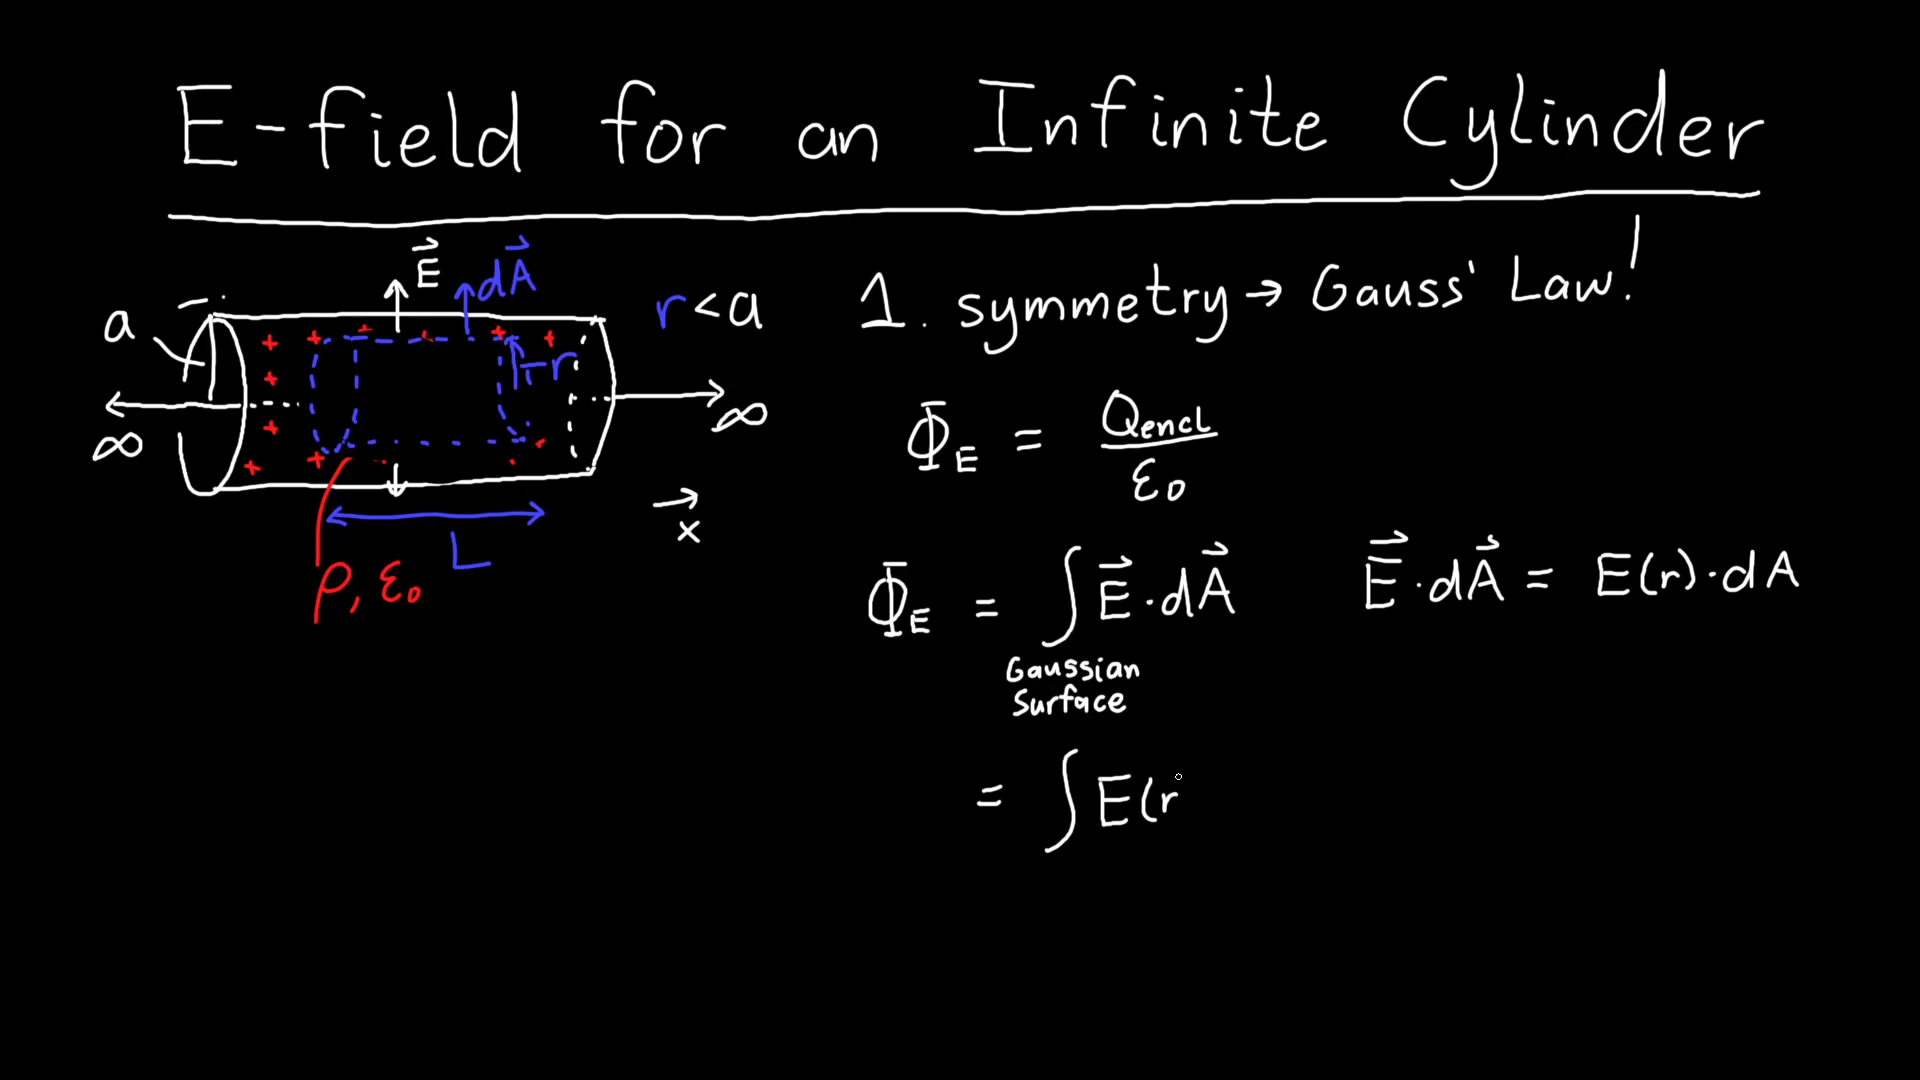 E-field for an Infinite Cylinder
E⃗ dA⃗
a
r < a
r
∞ ∞
x
L
ρ, ε₀
1. symmetry → Gauss' Law!
Φ_E = Q_encl / ε₀
Φ_E = ∫ E⃗ · dA⃗ E⃗ · dA⃗ = E(r) · dA
Gaussian
Surface
= ∫ E(r